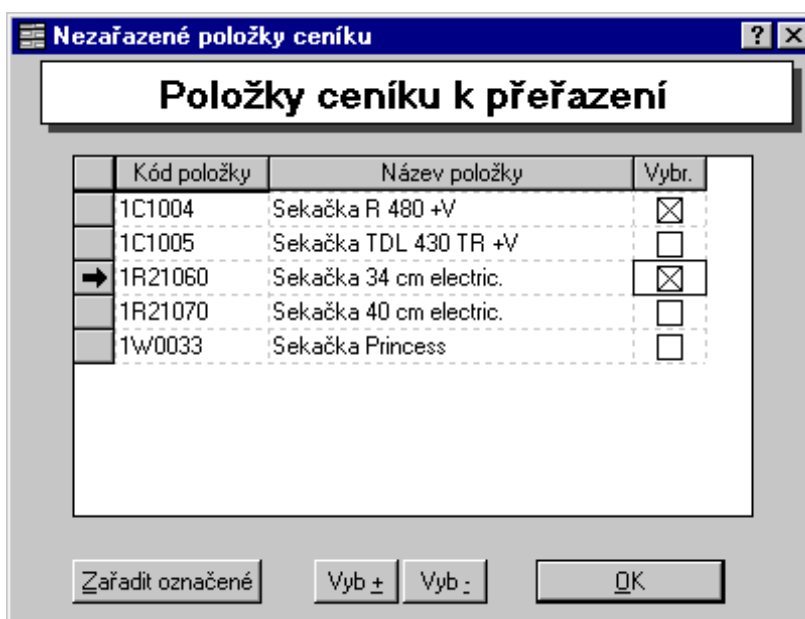 Nezařazené položky ceníku
Položky ceníku k přeřazení
Kód položky Název položky Vybr.
1C1004 Sekačka R 480 +V
1C1005 Sekačka TDL 430 TR +V
1R21060 Sekačka 34 cm electric.
1R21070 Sekačka 40 cm electric.
1W0033 Sekačka Princess
Zařadit označené Vyb + Vyb - OK